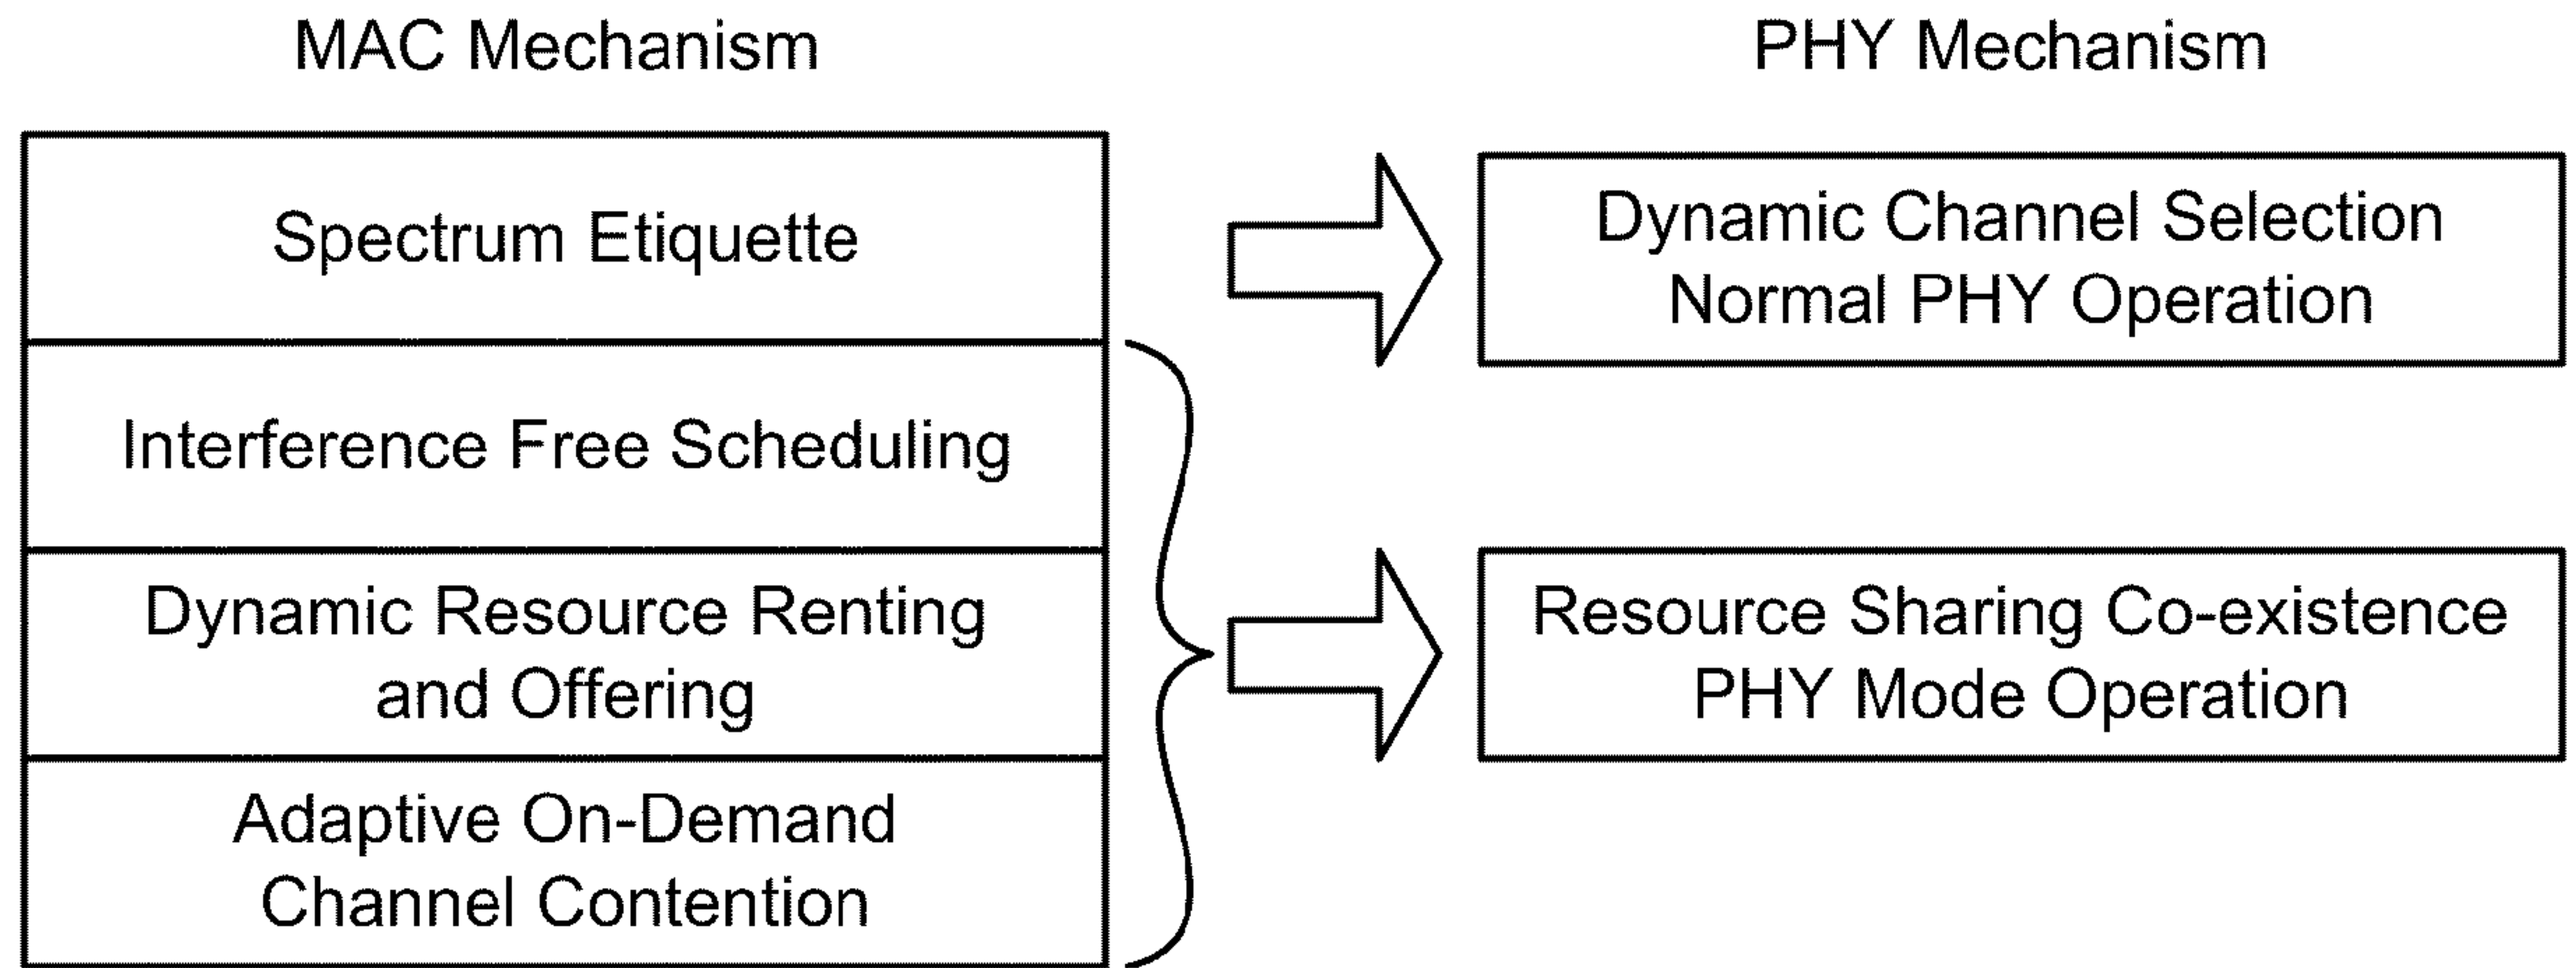 MAC Mechanism
PHY Mechanism
Spectrum Etiquette
Dynamic Channel Selection
Normal PHY Operation
Interference Free Scheduling
Dynamic Resource Renting
and Offering
Resource Sharing Co-existence
PHY Mode Operation
Adaptive On-Demand
Channel Contention